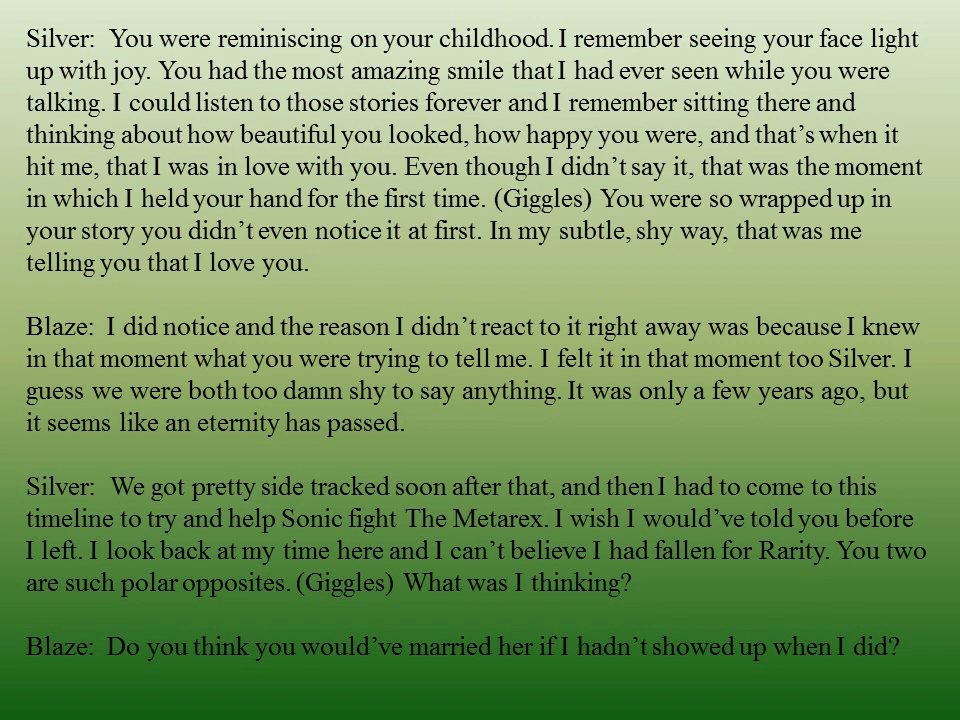 Silver:  You were reminiscing on your childhood. I remember seeing your face light
up with joy. You had the most amazing smile that I had ever seen while you were
talking. I could listen to those stories forever and I remember sitting there and
thinking about how beautiful you looked, how happy you were, and that’s when it
hit me, that I was in love with you. Even though I didn’t say it, that was the moment
in which I held your hand for the first time. (Giggles) You were so wrapped up in
your story you didn’t even notice it at first. In my subtle, shy way, that was me
telling you that I love you.

Blaze:  I did notice and the reason I didn’t react to it right away was because I knew
in that moment what you were trying to tell me. I felt it in that moment too Silver. I
guess we were both too damn shy to say anything. It was only a few years ago, but
it seems like an eternity has passed.

Silver:  We got pretty side tracked soon after that, and then I had to come to this
timeline to try and help Sonic fight The Metarex. I wish I would’ve told you before
I left. I look back at my time here and I can’t believe I had fallen for Rarity. You two
are such polar opposites. (Giggles) What was I thinking?

Blaze:  Do you think you would’ve married her if I hadn’t showed up when I did?